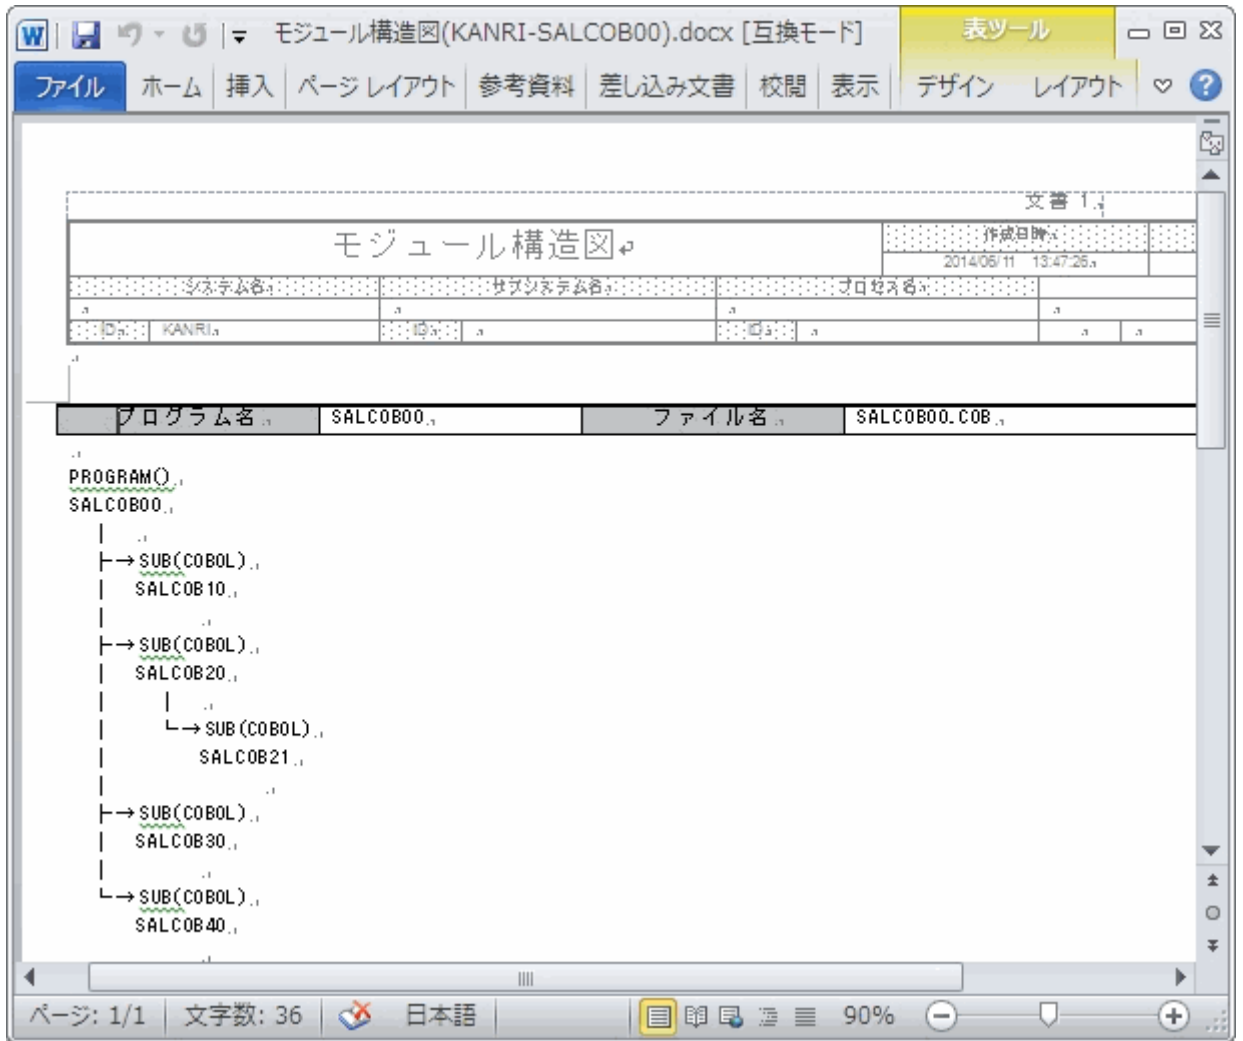 モジュール構造図(KANRI-SALCOB00).docx [互換モード]
表ツール
ファイル ホーム 挿入 ページ レイアウト 参考資料 差し込み文書 校閲 表示 デザイン レイアウト
文書 1
モジュール構造図
作成日時
2014/06/11 13:47:26
システム名 サブシステム名 プロセス名
ID KANRI ID ID
プログラム名 SALCOB00 ファイル名 SALCOB00.COB
PROGRAM()
SALCOB00
SUB(COBOL)
SALCOB10
SUB(COBOL)
SALCOB20
SUB(COBOL)
SALCOB21
SUB(COBOL)
SALCOB30
SUB(COBOL)
SALCOB40
ページ: 1/1 文字数: 36 日本語 90%